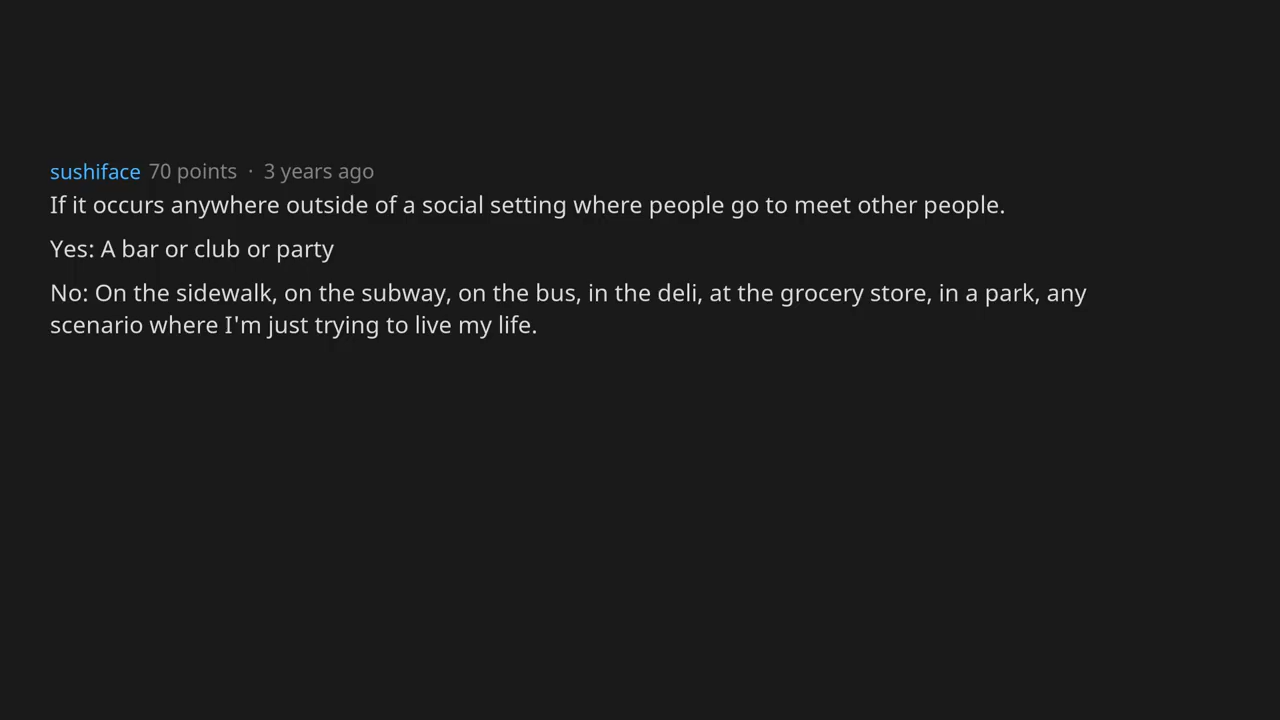 sushiface 70 points · 3 years ago
If it occurs anywhere outside of a social setting where people go to meet other people.
Yes: A bar or club or party
No: On the sidewalk, on the subway, on the bus, in the deli, at the grocery store, in a park, any
scenario where I'm just trying to live my life.